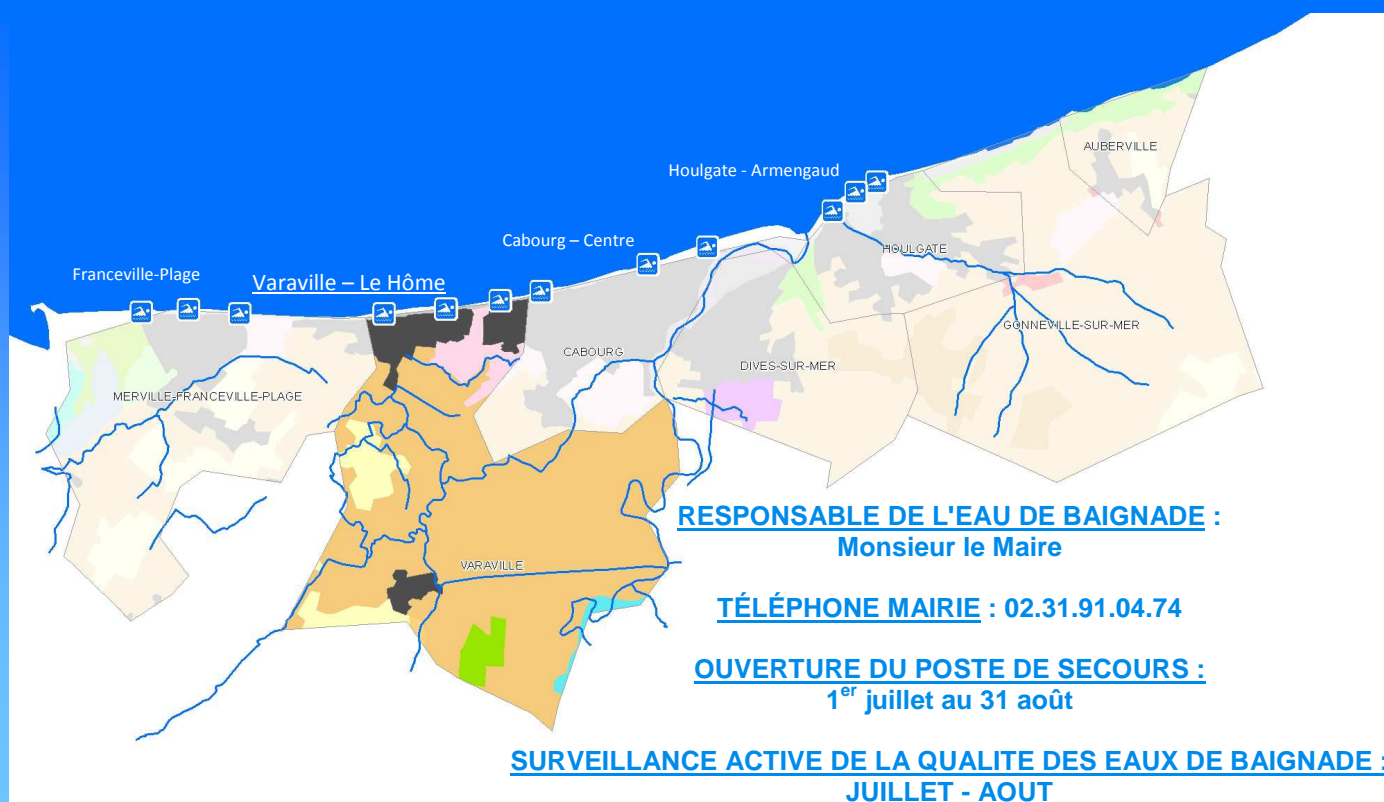 AUBERVILLE
Houlgate - Armengaud
Cabourg – Centre
HOULGATE
Franceville-Plage
Varaville – Le Hôme
GONNEVILLE-SUR-MER
CABOURG
DIVES-SUR-MER
MERVILLE-FRANCEVILLE-PLAGE
VARAVILLE
RESPONSABLE DE L'EAU DE BAIGNADE :
Monsieur le Maire
TÉLÉPHONE MAIRIE : 02.31.91.04.74
OUVERTURE DU POSTE DE SECOURS :
1er juillet au 31 août
SURVEILLANCE ACTIVE DE LA QUALITE DES EAUX DE BAIGNADE :
JUILLET - AOUT